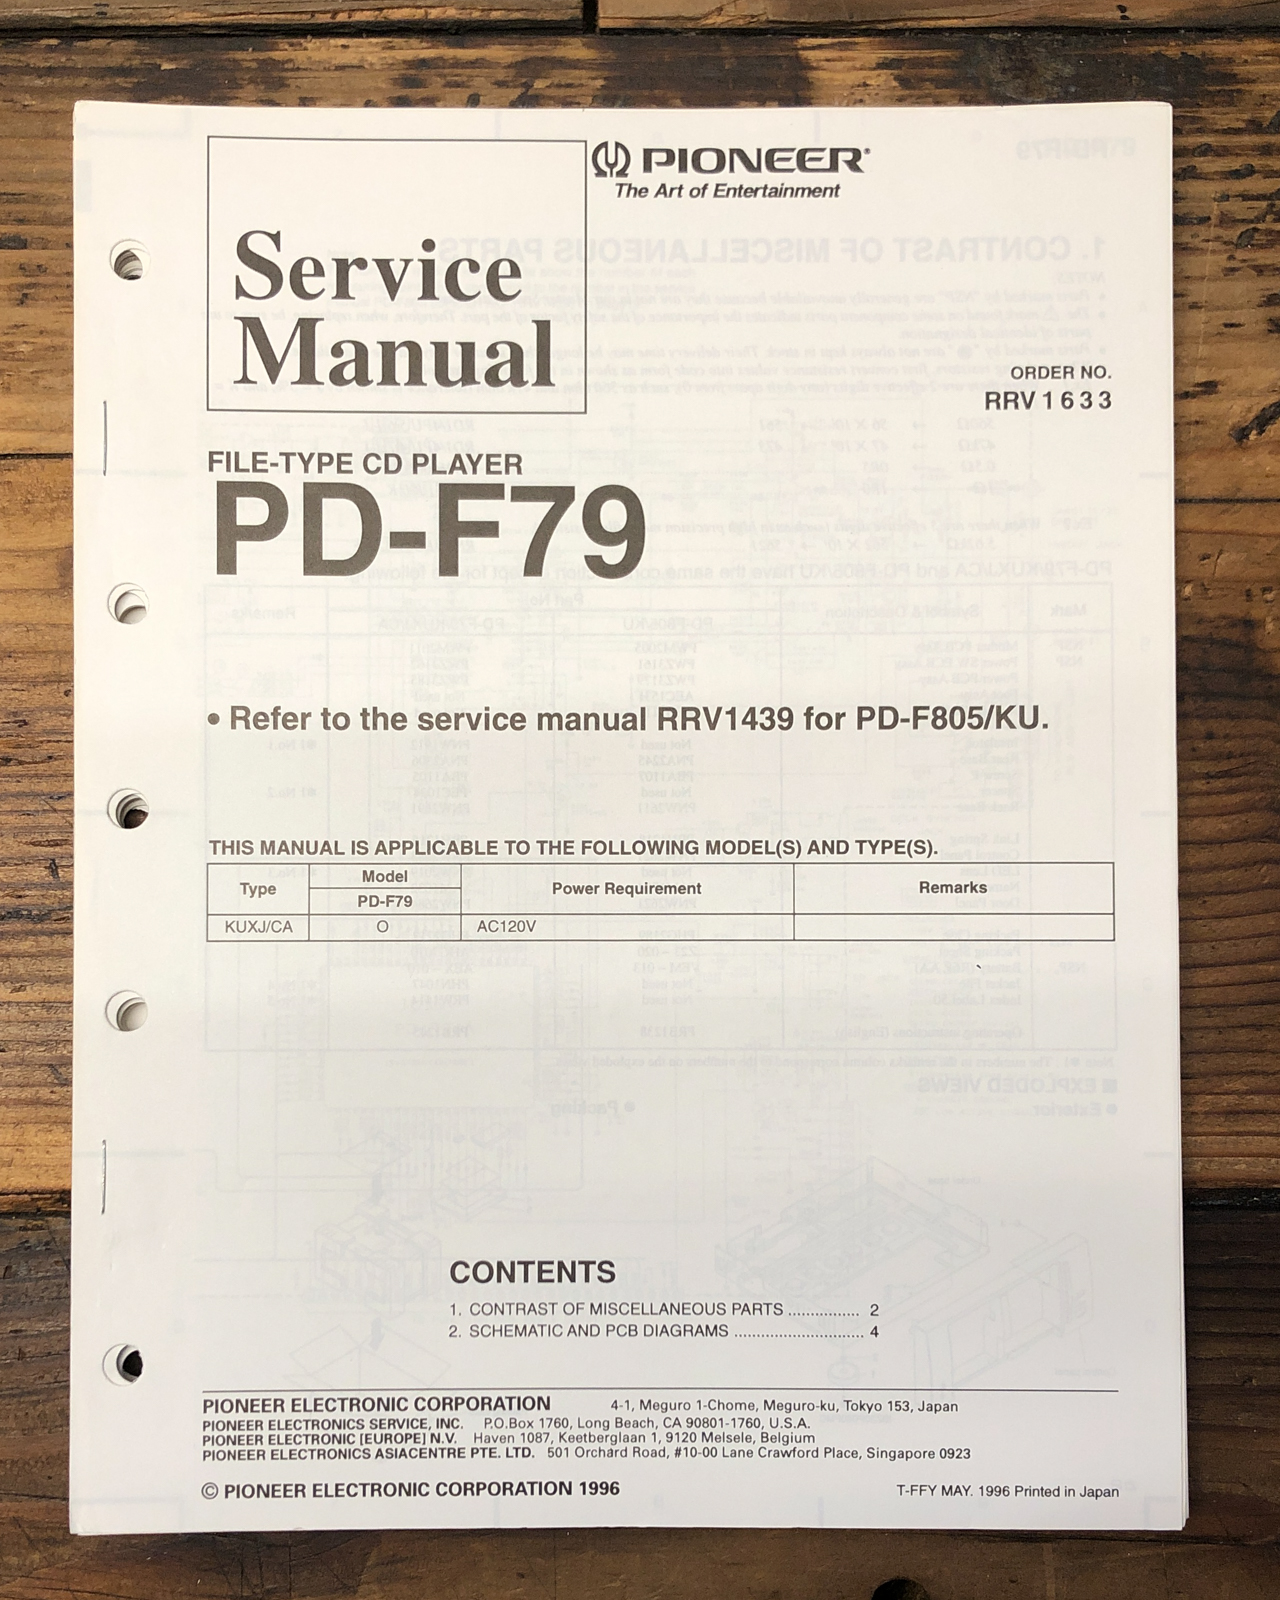 PIONEER®
The Art of Entertainment
Service
Manual
ORDER NO.
RRV1633
FILE-TYPE CD PLAYER
PD-F79
• Refer to the service manual RRV1439 for PD-F805/KU.
THIS MANUAL IS APPLICABLE TO THE FOLLOWING MODEL(S) AND TYPE(S).
Type Model Power Requirement Remarks
PD-F79
KUXJ/CA O AC120V
CONTENTS
1. CONTRAST OF MISCELLANEOUS PARTS ............... 2
2. SCHEMATIC AND PCB DIAGRAMS ........................... 4
PIONEER ELECTRONIC CORPORATION 4-1, Meguro 1-Chome, Meguro-ku, Tokyo 153, Japan
PIONEER ELECTRONICS SERVICE, INC. P.O.Box 1760, Long Beach, CA 90801-1760, U.S.A.
PIONEER ELECTRONIC [EUROPE] N.V. Haven 1087, Keetberglaan 1, 9120 Melsele, Belgium
PIONEER ELECTRONICS ASIACENTRE PTE. LTD. 501 Orchard Road, #10-00 Lane Crawford Place, Singapore 0923
© PIONEER ELECTRONIC CORPORATION 1996 T-FFY MAY. 1996 Printed in Japan